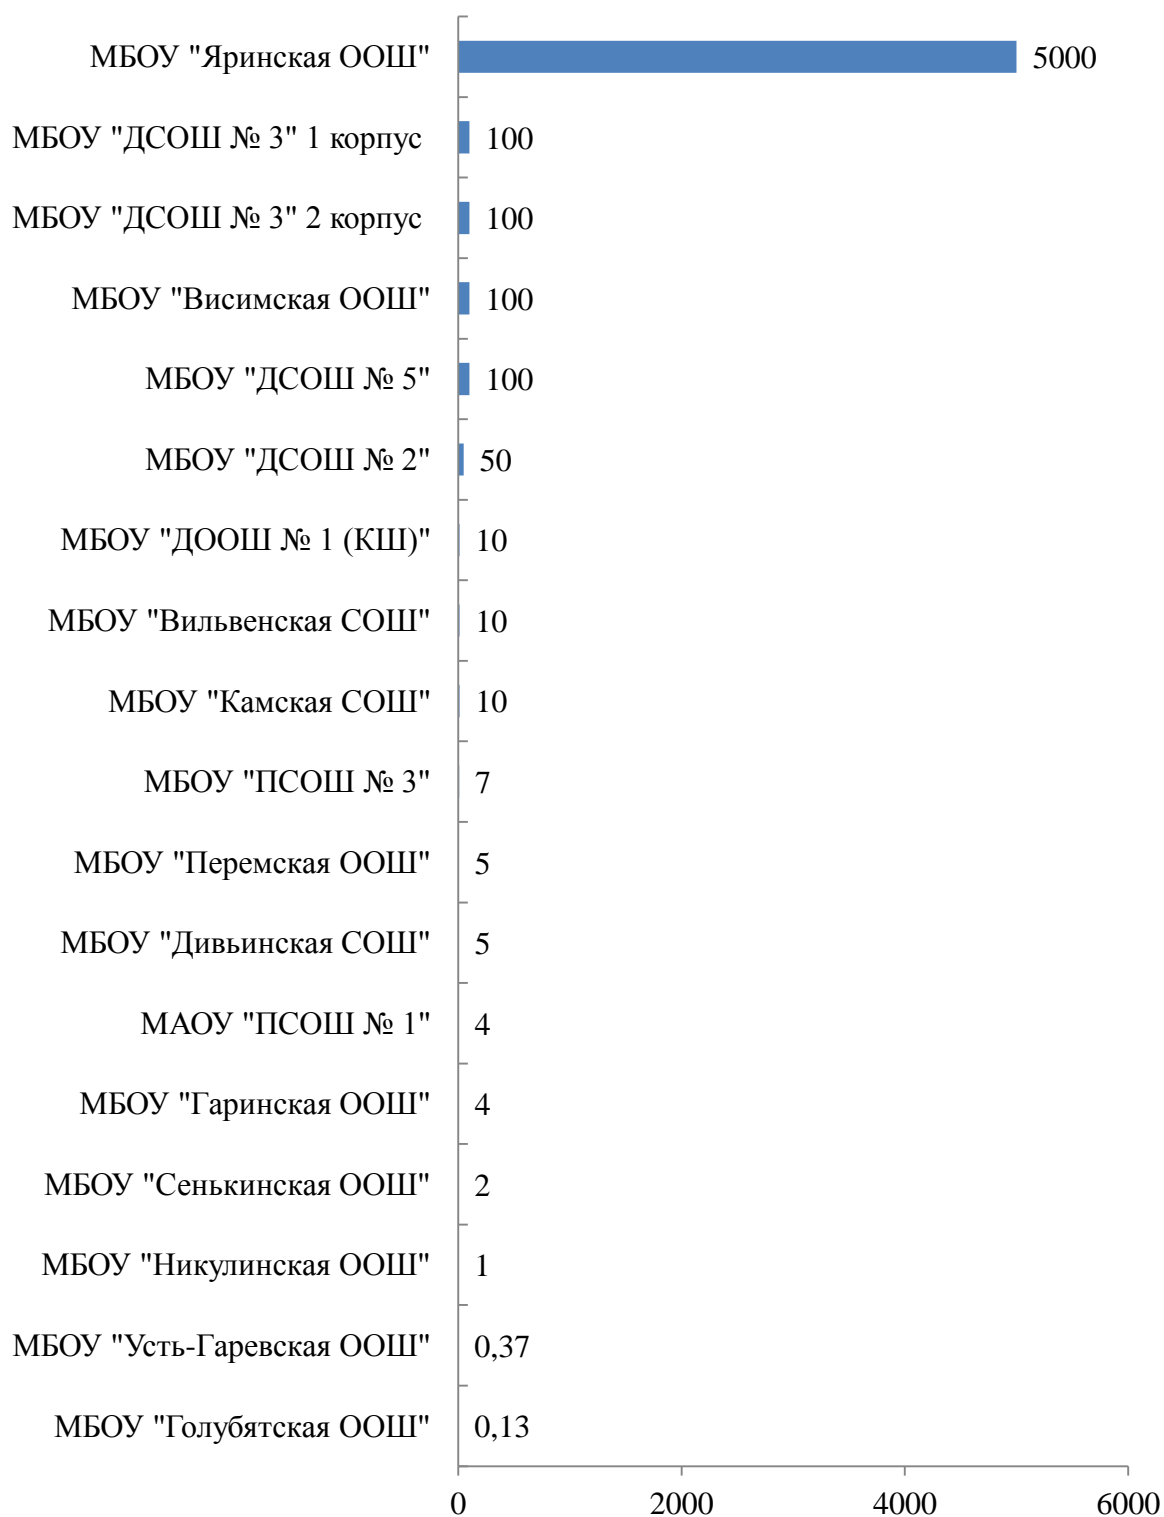 МБОУ "Яринская ООШ" 5000
МБОУ "ДСОШ № 3" 1 корпус 100
МБОУ "ДСОШ № 3" 2 корпус 100
МБОУ "Висимская ООШ" 100
МБОУ "ДСОШ № 5" 100
МБОУ "ДСОШ № 2" 50
МБОУ "ДООШ № 1 (КШ)" 10
МБОУ "Вильвенская СОШ" 10
МБОУ "Камская СОШ" 10
МБОУ "ПСОШ № 3" 7
МБОУ "Перемская ООШ" 5
МБОУ "Дивьинская СОШ" 5
МАОУ "ПСОШ № 1" 4
МБОУ "Гаринская ООШ" 4
МБОУ "Сенькинская ООШ" 2
МБОУ "Никулинская ООШ" 1
МБОУ "Усть-Гаревская ООШ" 0,37
МБОУ "Голубятская ООШ" 0,13
0 2000 4000 6000